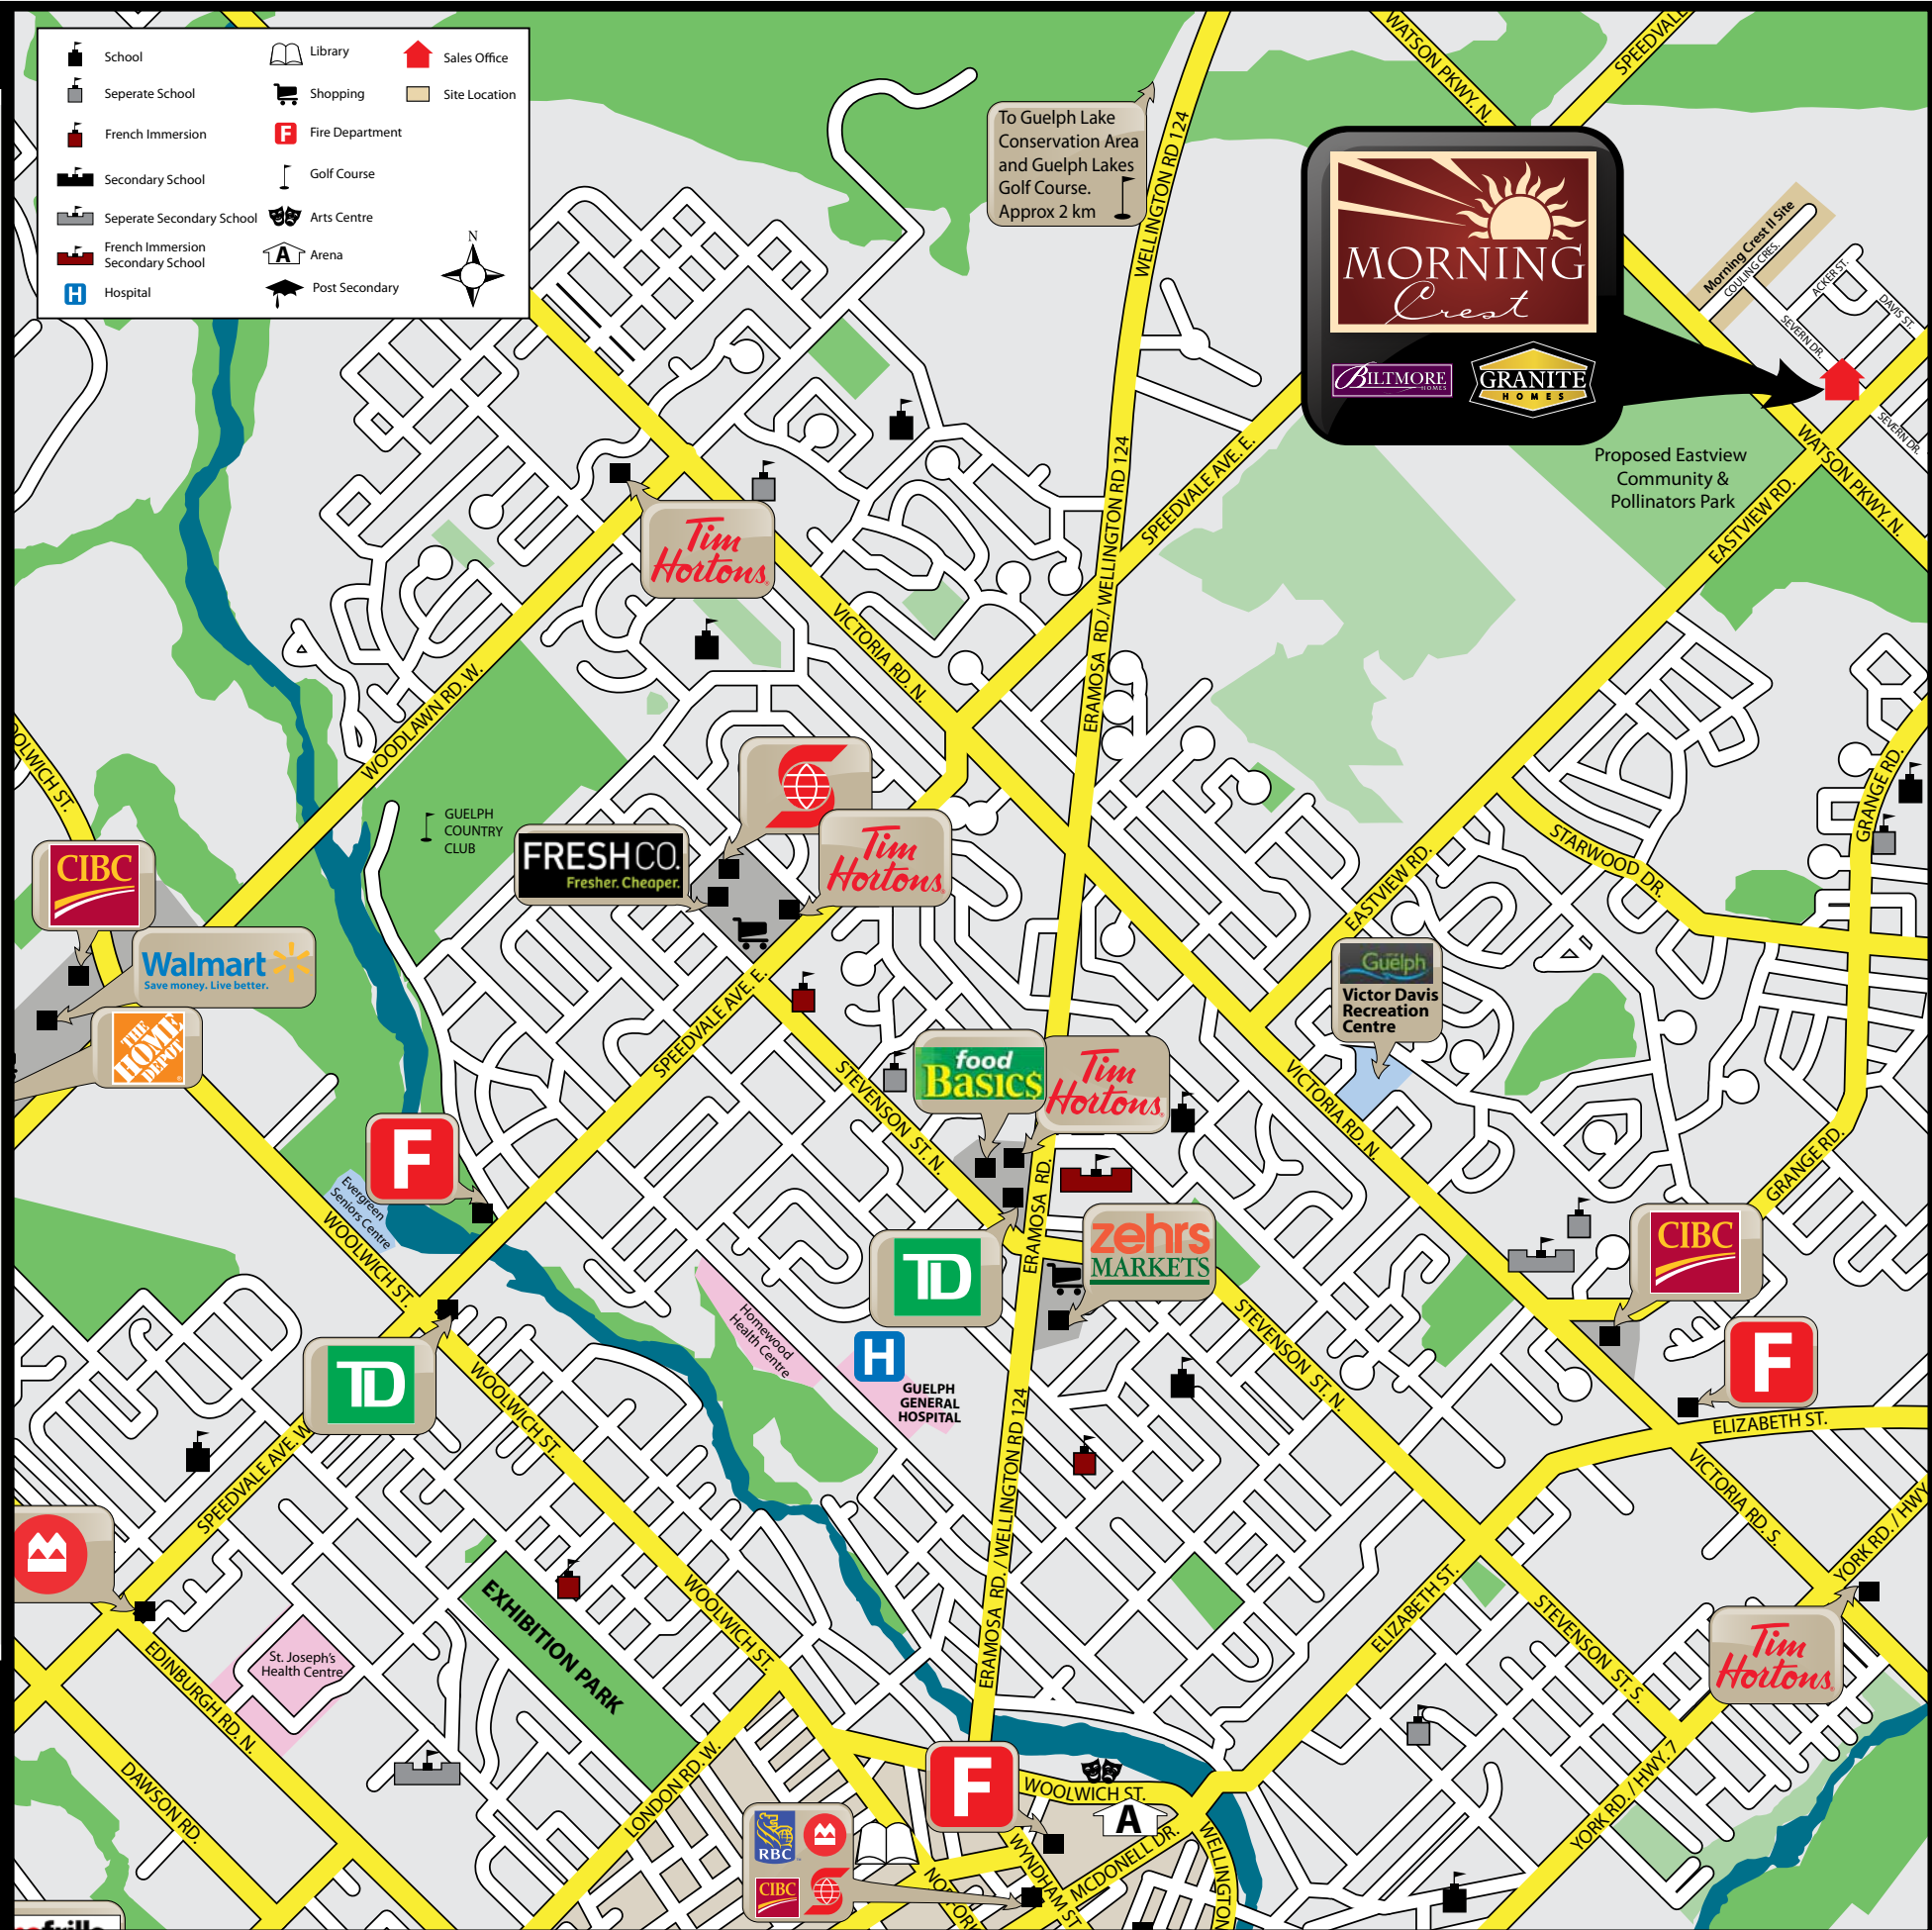 School
Seperate School
French Immersion
Secondary School
Seperate Secondary School
French Immersion
Secondary School
H
Hospital
Library
Shopping
F
Fire Department
Golf Course
Arts Centre
A
Arena
Post Secondary
Sales Office
Site Location
N
To Guelph Lake
Conservation Area
and Guelph Lakes
Golf Course.
Approx 2 km
WELLINGTON RD 124
WATSON PKWY. N.
SPEEDVALE
MORNING
Crest
BILTMORE
HOMES
GRANITE
HOMES
Morning Crest II Site
COULING CRES.
ACKER ST.
DAVIS ST.
SEVERN DR.
SEVERN DR.
WATSON PKWY. N.
Proposed Eastview
Community &
Pollinators Park
EASTVIEW RD.
SPEEDVALE AVE. E.
ERAMOSA RD./ WELLINGTON RD 124
Tim
Hortons
VICTORIA RD. N.
WOODLAWN RD. W.
OLWICH ST.
GUELPH
COUNTRY
CLUB
FRESHCO.
Fresher. Cheaper.
Tim
Hortons
CIBC
Walmart
Save money. Live better.
THE
HOME
DEPOT
SPEEDVALE AVE. E.
STEVENSON ST. N.
food
Basics
Tim
Hortons
EASTVIEW RD.
STARWOOD DR.
GRANGE RD.
Guelph
Victor Davis
Recreation
Centre
VICTORIA RD. N.
GRANGE RD.
F
Evergreen
Seniors Centre
WOOLWICH ST.
TD
ERAMOSA RD.
zehrs
MARKETS
CIBC
F
ELIZABETH ST.
Homewood
Health Centre
H
GUELPH
GENERAL
HOSPITAL
TD
WOOLWICH ST.
STEVENSON ST. N.
SPEEDVALE AVE. W.
VICTORIA RD. S.
YORK RD. / HWY
ERAMOSA RD. / WELLINGTON RD 124
EXHIBITION PARK
WOOLWICH ST.
ELIZABETH ST.
STEVENSON ST. S.
Tim
Hortons
St. Joseph's
Health Centre
EDINBURGH RD. N.
DAWSON RD.
LONDON RD. W.
YORK RD. / HWY. 7
F
WOOLWICH ST.
A
RBC
CIBC
NORFOR
WYNDHAM ST
MCDONELL DR.
WELLINGTON
frills